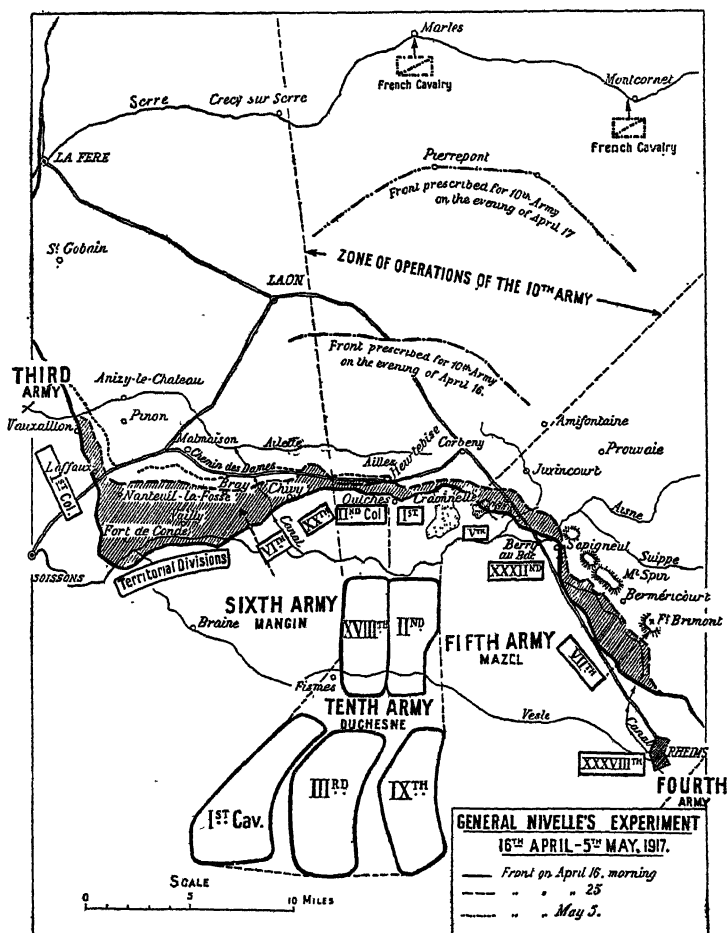 Marles
French Cavalry
Montcornet
French Cavalry
Serre
Crecy sur Serre
LA FERE
Pierrepont
Front prescribed for 10th Army
on the evening of April 17
St Gobain
ZONE OF OPERATIONS OF THE 10TH ARMY
LAON
Front prescribed for 10th Army
on the evening of April 16.
THIRD
ARMY
Anizy-le-Chateau
Vauxaillon
Pinon
Amifontaine
Malmaison
Ailette
Corbeny
Prouvaie
Laffaux
Chemin des Dames
Ailles
Hurtebise
Juvincourt
IST Col
Bray
Chivy
Nanteuil-la-Fosse
Oulches
Craonnelle
Aisne
Fort de Condé
VITH
XXTH
IIND Col
IST
VTH
Canal
Berry
au Bac
Sapigneul
Suippe
SOISSONS
Territorial Divisions
XXXIIND
Mt Spin
Berméricourt
Braine
SIXTH ARMY
MANGIN
XVIIITH
IIND
FIFTH ARMY
MAZEL
Ft Brimont
VIITH
Fismes
TENTH ARMY
DUCHESNE
Vesle
Canal
RHEIMS
XXXVIIITH
FOURTH
ARMY
IST Cav.
IIIRD
IXTH
GENERAL NIVELLE'S EXPERIMENT
16TH APRIL-5TH MAY, 1917.
Front on April 16, morning
" " " 25
" " May 5.
SCALE
0 5 10 MILES